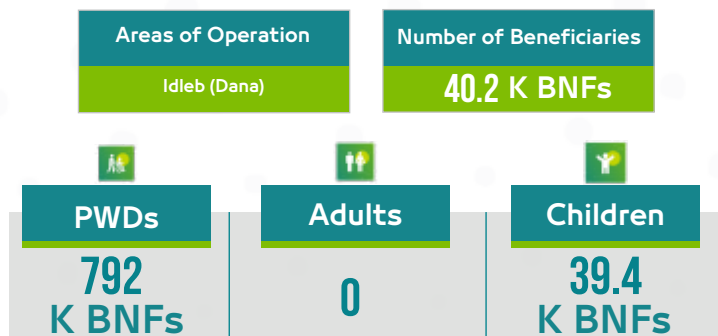 Areas of Operation
Idleb (Dana)
Number of Beneficiaries
40.2 K BNFs
PWDs
792
K BNFs
Adults
0
Children
39.4
K BNFs